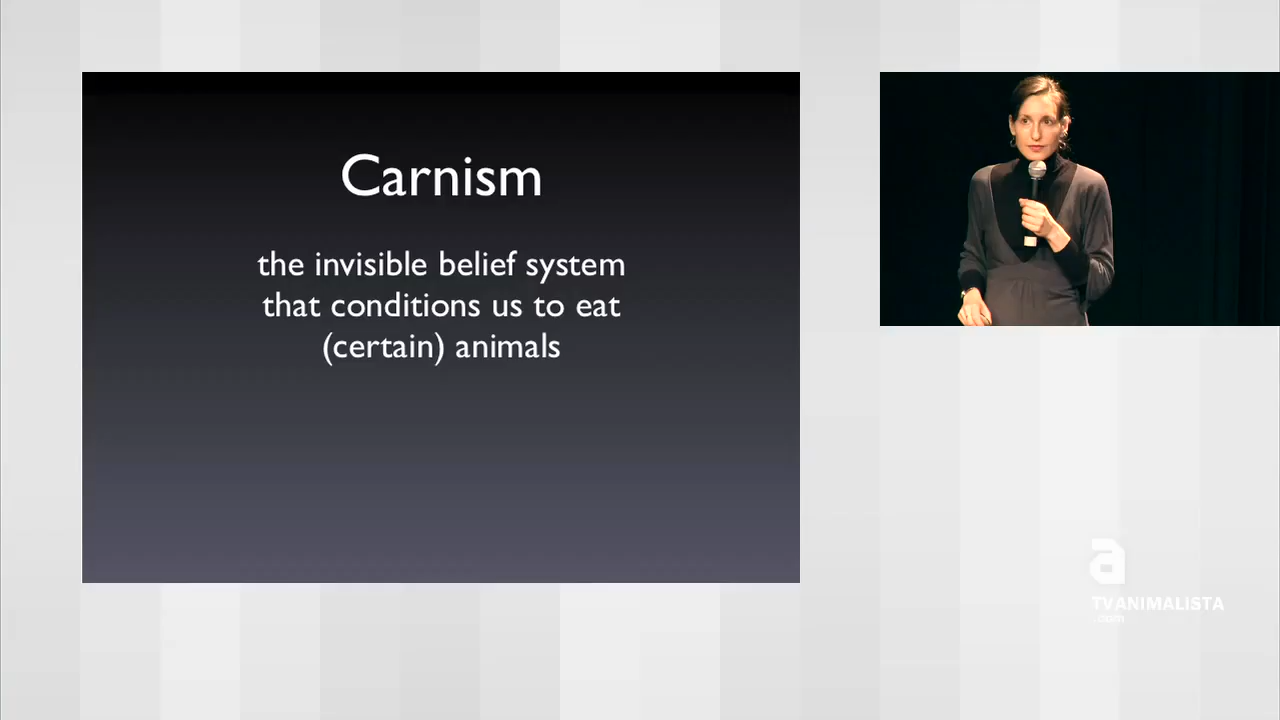 Carnism
the invisible belief system
that conditions us to eat
(certain) animals
a
TVANIMALISTA
.com